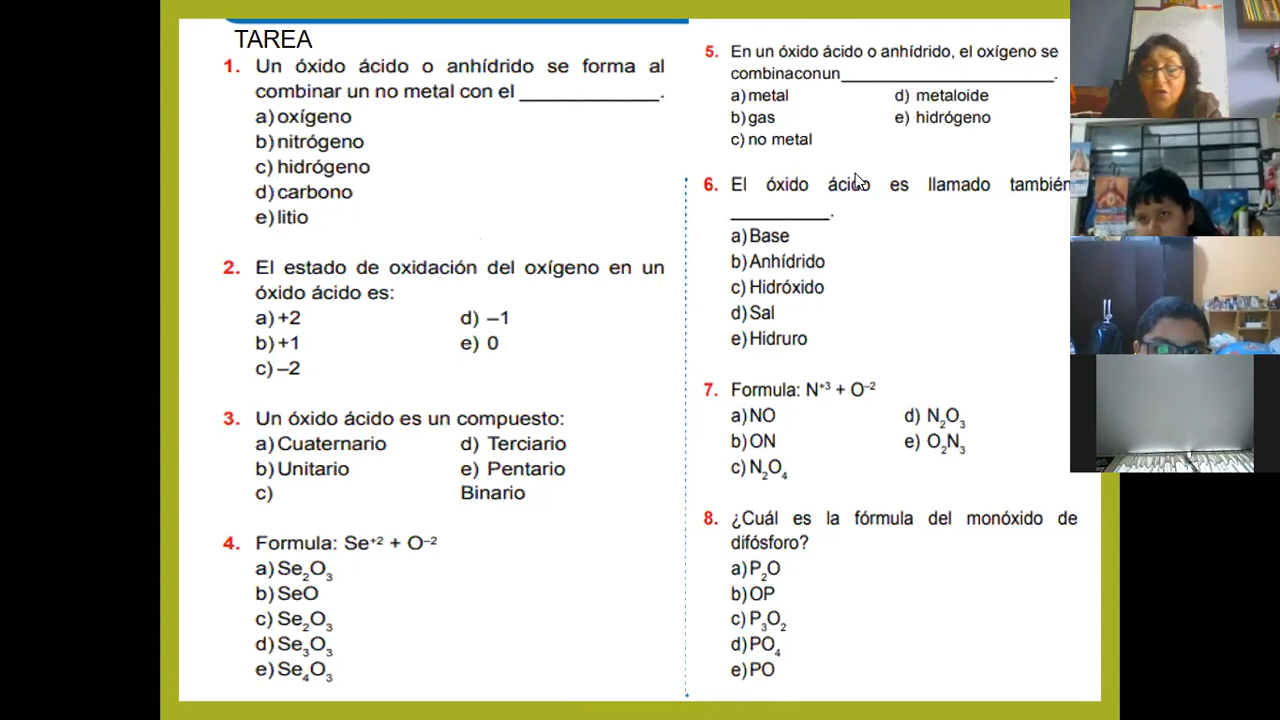 TAREA
1. Un óxido ácido o anhídrido se forma al
combinar un no metal con el ____________.
a) oxígeno
b) nitrógeno
c) hidrógeno
d) carbono
e) litio
2. El estado de oxidación del oxígeno en un
óxido ácido es:
a) +2 d) –1
b) +1 e) 0
c) –2
3. Un óxido ácido es un compuesto:
a) Cuaternario d) Terciario
b) Unitario e) Pentario
c) Binario
4. Formula: Se⁺² + O⁻²
a) Se₂O₃
b) SeO
c) Se₂O₃
d) Se₃O₃
e) Se₄O₃
5. En un óxido ácido o anhídrido, el oxígeno se
combinaconun______________________.
a) metal d) metaloide
b) gas e) hidrógeno
c) no metal
6. El óxido ácido es llamado también
__________.
a) Base
b) Anhídrido
c) Hidróxido
d) Sal
e) Hidruro
7. Formula: N⁺³ + O⁻²
a) NO d) N₂O₃
b) ON e) O₂N₃
c) N₂O₄
8. ¿Cuál es la fórmula del monóxido de
difósforo?
a) P₂O
b) OP
c) P₃O₂
d) PO₄
e) PO